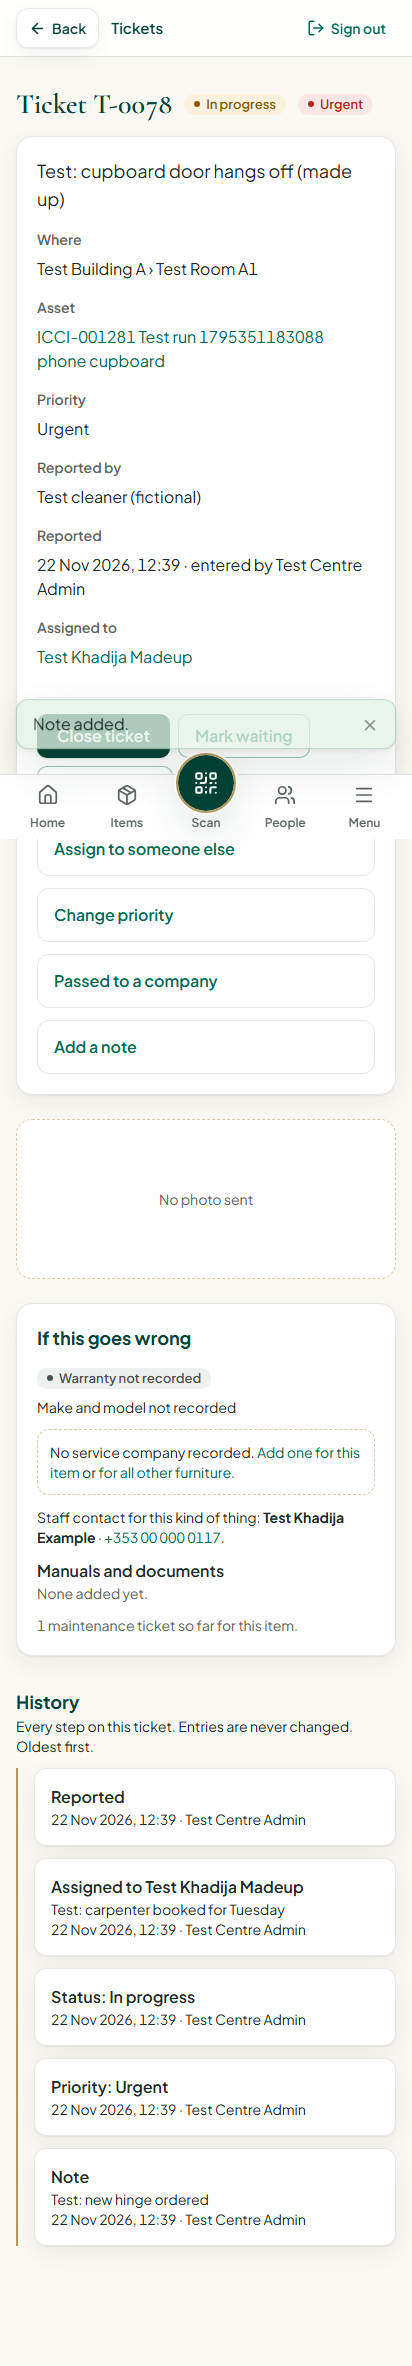 Back
Tickets
Sign out
Ticket T-0078
In progress
Urgent
Test: cupboard door hangs off (made
up)
Where
Test Building A › Test Room A1
Asset
ICCI-001281 Test run 1795351183088
phone cupboard
Priority
Urgent
Reported by
Test cleaner (fictional)
Reported
22 Nov 2026, 12:39 · entered by Test Centre
Admin
Assigned to
Test Khadija Madeup
Note added.
Close ticket
Mark waiting
Home
Items
Scan
People
Menu
Assign to someone else
Change priority
Passed to a company
Add a note
No photo sent
If this goes wrong
Warranty not recorded
Make and model not recorded
No service company recorded. Add one for this
item or for all other furniture.
Staff contact for this kind of thing: Test Khadija
Example · +353 00 000 0117.
Manuals and documents
None added yet.
1 maintenance ticket so far for this item.
History
Every step on this ticket. Entries are never changed.
Oldest first.
Reported
22 Nov 2026, 12:39 · Test Centre Admin
Assigned to Test Khadija Madeup
Test: carpenter booked for Tuesday
22 Nov 2026, 12:39 · Test Centre Admin
Status: In progress
22 Nov 2026, 12:39 · Test Centre Admin
Priority: Urgent
22 Nov 2026, 12:39 · Test Centre Admin
Note
Test: new hinge ordered
22 Nov 2026, 12:39 · Test Centre Admin